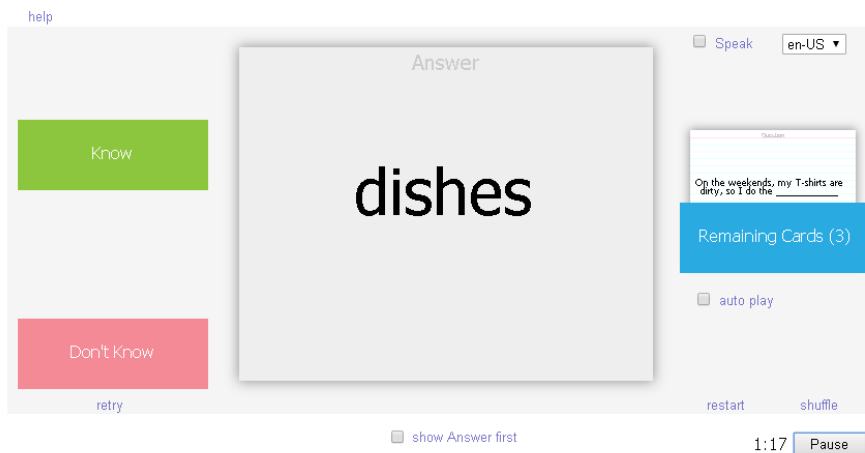 help
Answer
Speak
en-US
Know
dishes
On the weekends, my T-shirts are
dirty, so I do the ____________
Remaining Cards (3)
auto play
Don't Know
retry
restart
shuffle
show Answer first
1:17
Pause